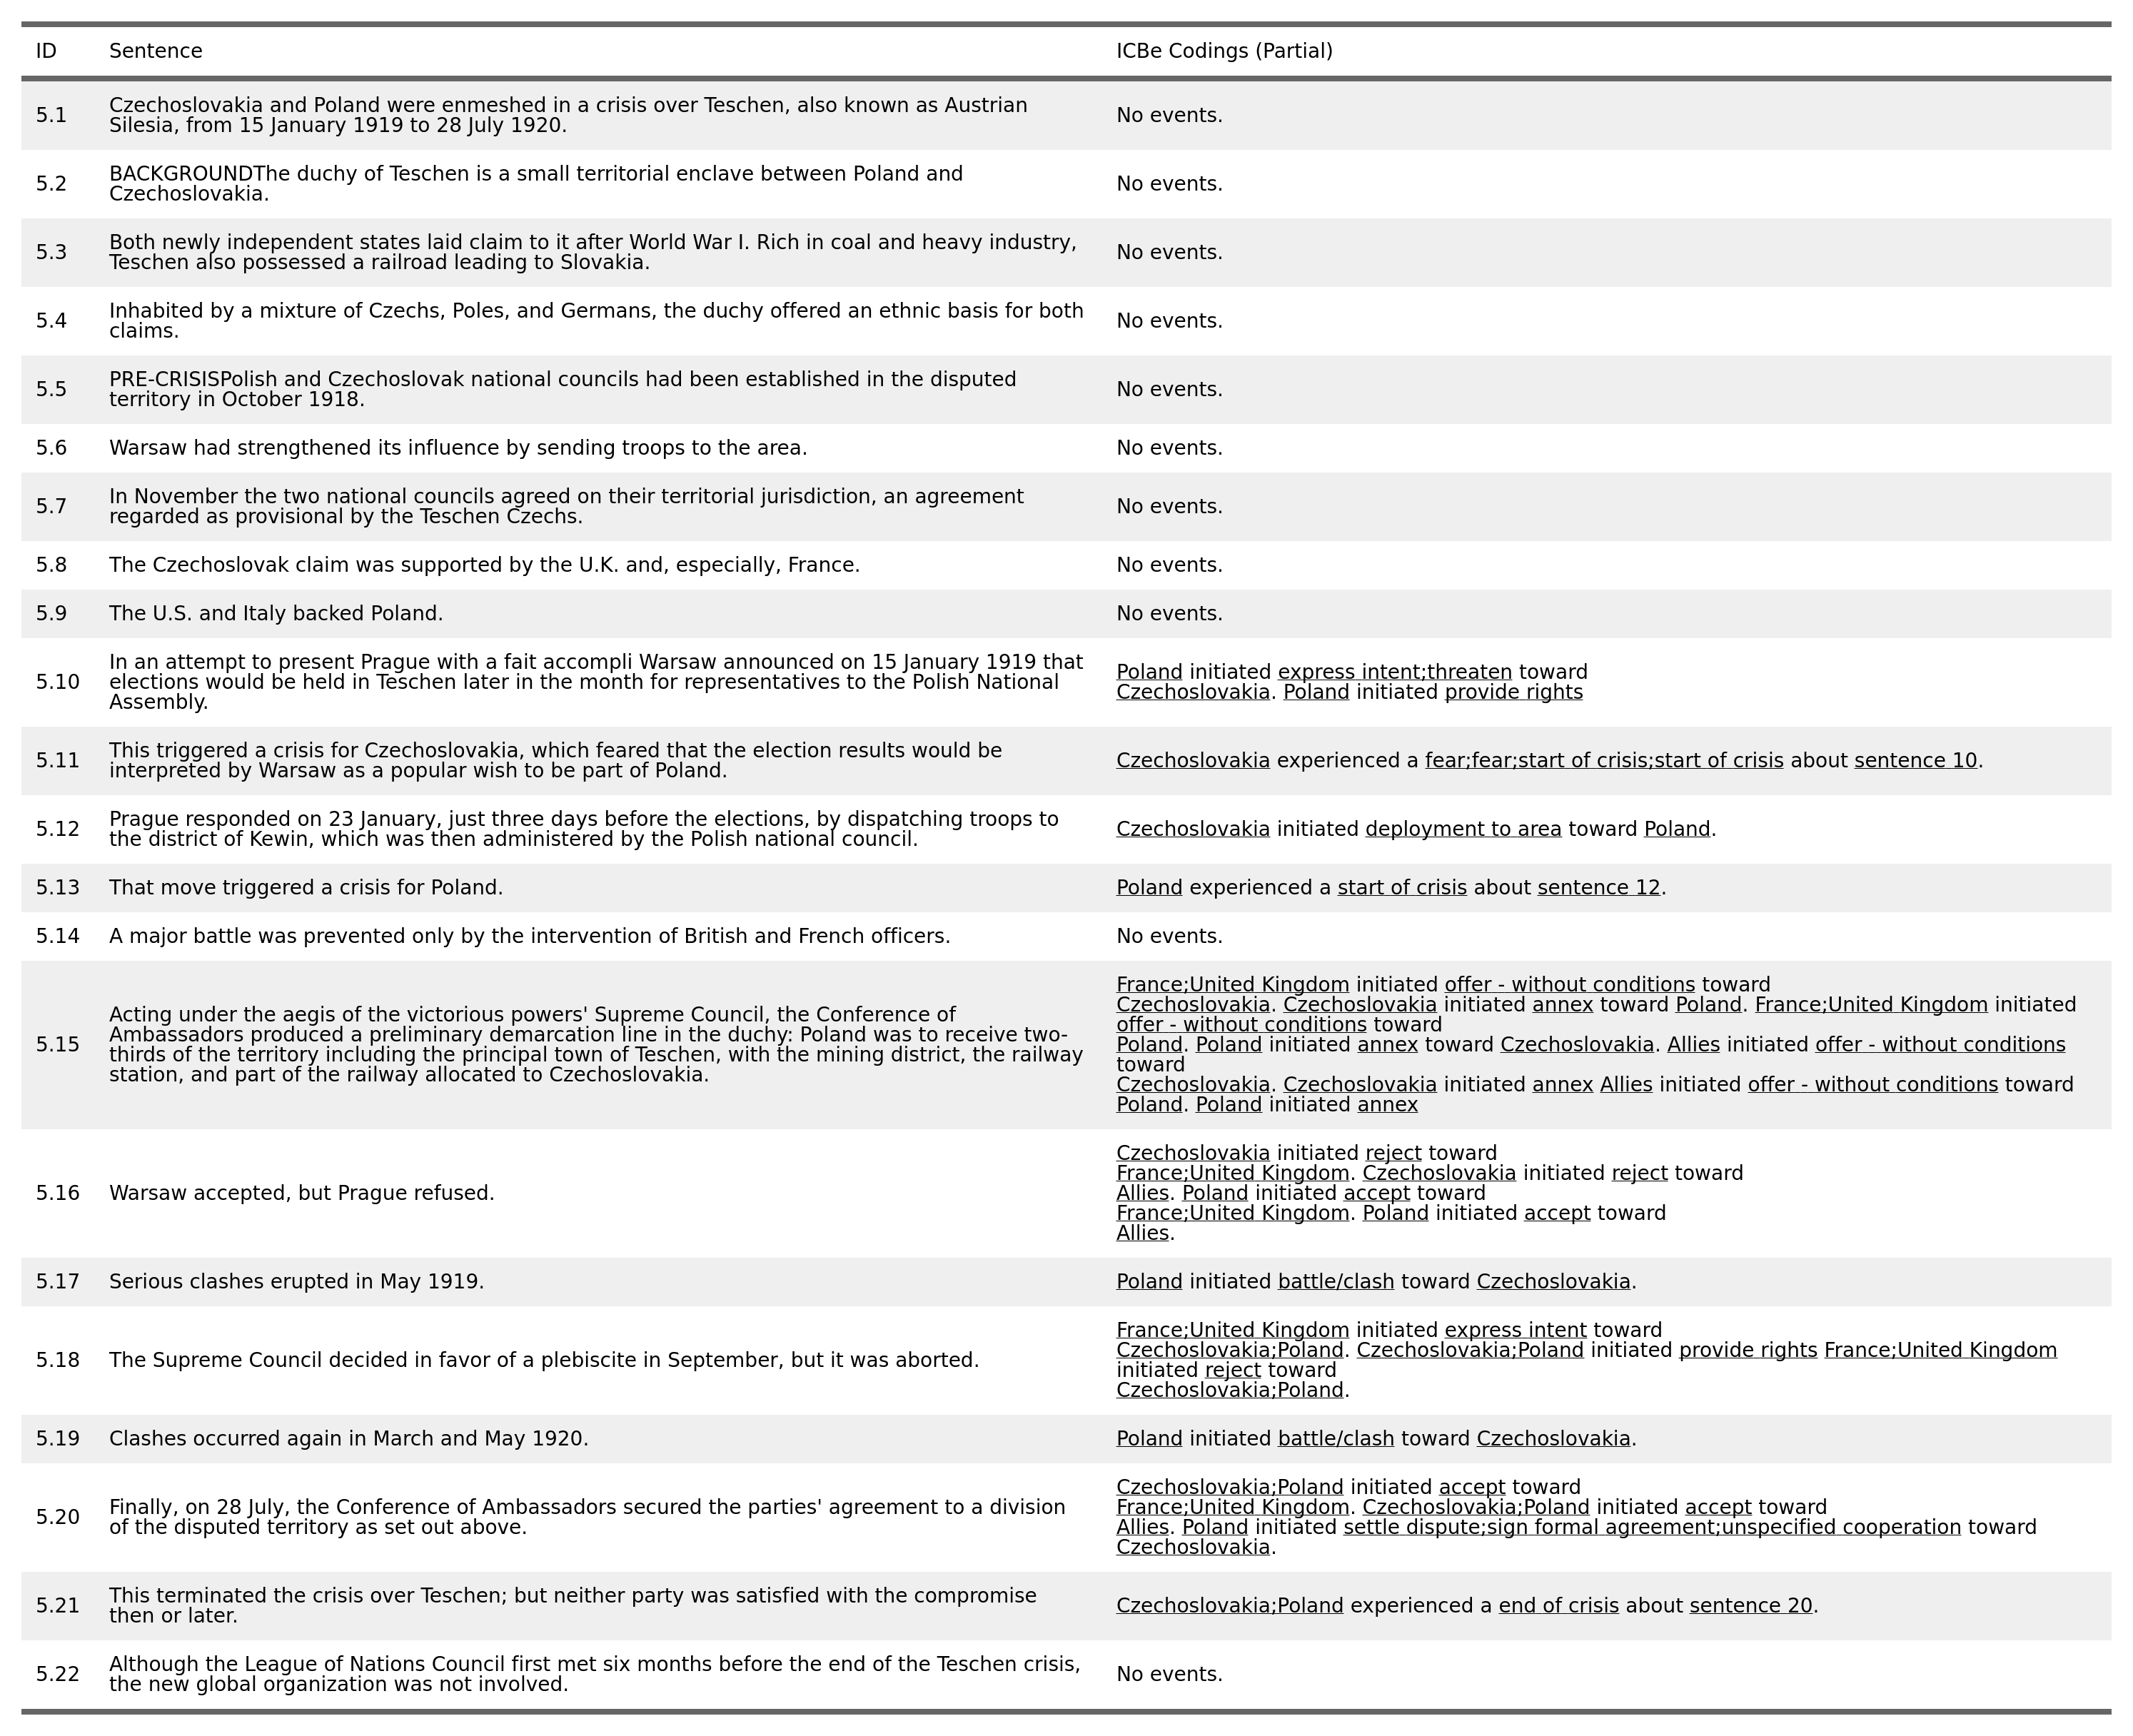 ID Sentence ICBe Codings (Partial)
5.1 Czechoslovakia and Poland were enmeshed in a crisis over Teschen, also known as Austrian
Silesia, from 15 January 1919 to 28 July 1920.
No events.
5.2 BACKGROUNDThe duchy of Teschen is a small territorial enclave between Poland and
Czechoslovakia.
No events.
5.3 Both newly independent states laid claim to it after World War I. Rich in coal and heavy industry,
Teschen also possessed a railroad leading to Slovakia.
No events.
5.4 Inhabited by a mixture of Czechs, Poles, and Germans, the duchy offered an ethnic basis for both
claims.
No events.
5.5 PRE-CRISISPolish and Czechoslovak national councils had been established in the disputed
territory in October 1918.
No events.
5.6 Warsaw had strengthened its influence by sending troops to the area.
No events.
5.7 In November the two national councils agreed on their territorial jurisdiction, an agreement
regarded as provisional by the Teschen Czechs.
No events.
5.8 The Czechoslovak claim was supported by the U.K. and, especially, France.
No events.
5.9 The U.S. and Italy backed Poland.
No events.
5.10 In an attempt to present Prague with a fait accompli Warsaw announced on 15 January 1919 that
elections would be held in Teschen later in the month for representatives to the Polish National
Assembly.
Poland initiated express intent;threaten toward
Czechoslovakia. Poland initiated provide rights
5.11 This triggered a crisis for Czechoslovakia, which feared that the election results would be
interpreted by Warsaw as a popular wish to be part of Poland.
Czechoslovakia experienced a fear;fear;start of crisis;start of crisis about sentence 10.
5.12 Prague responded on 23 January, just three days before the elections, by dispatching troops to
the district of Kewin, which was then administered by the Polish national council.
Czechoslovakia initiated deployment to area toward Poland.
5.13 That move triggered a crisis for Poland.
Poland experienced a start of crisis about sentence 12.
5.14 A major battle was prevented only by the intervention of British and French officers.
No events.
5.15 Acting under the aegis of the victorious powers' Supreme Council, the Conference of
Ambassadors produced a preliminary demarcation line in the duchy: Poland was to receive two-
thirds of the territory including the principal town of Teschen, with the mining district, the railway
station, and part of the railway allocated to Czechoslovakia.
France;United Kingdom initiated offer - without conditions toward
Czechoslovakia. Czechoslovakia initiated annex toward Poland. France;United Kingdom initiated
offer - without conditions toward
Poland. Poland initiated annex toward Czechoslovakia. Allies initiated offer - without conditions
toward
Czechoslovakia. Czechoslovakia initiated annex Allies initiated offer - without conditions toward
Poland. Poland initiated annex
5.16 Warsaw accepted, but Prague refused.
Czechoslovakia initiated reject toward
France;United Kingdom. Czechoslovakia initiated reject toward
Allies. Poland initiated accept toward
France;United Kingdom. Poland initiated accept toward
Allies.
5.17 Serious clashes erupted in May 1919.
Poland initiated battle/clash toward Czechoslovakia.
5.18 The Supreme Council decided in favor of a plebiscite in September, but it was aborted.
France;United Kingdom initiated express intent toward
Czechoslovakia;Poland. Czechoslovakia;Poland initiated provide rights France;United Kingdom
initiated reject toward
Czechoslovakia;Poland.
5.19 Clashes occurred again in March and May 1920.
Poland initiated battle/clash toward Czechoslovakia.
5.20 Finally, on 28 July, the Conference of Ambassadors secured the parties' agreement to a division
of the disputed territory as set out above.
Czechoslovakia;Poland initiated accept toward
France;United Kingdom. Czechoslovakia;Poland initiated accept toward
Allies. Poland initiated settle dispute;sign formal agreement;unspecified cooperation toward
Czechoslovakia.
5.21 This terminated the crisis over Teschen; but neither party was satisfied with the compromise
then or later.
Czechoslovakia;Poland experienced a end of crisis about sentence 20.
5.22 Although the League of Nations Council first met six months before the end of the Teschen crisis,
the new global organization was not involved.
No events.